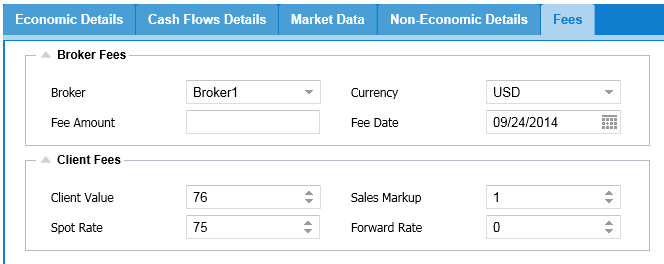 Economic Details Cash Flows Details Market Data Non-Economic Details Fees
Broker Fees
Broker Broker1 Currency USD
Fee Amount Fee Date 09/24/2014
Client Fees
Client Value 76 Sales Markup 1
Spot Rate 75 Forward Rate 0